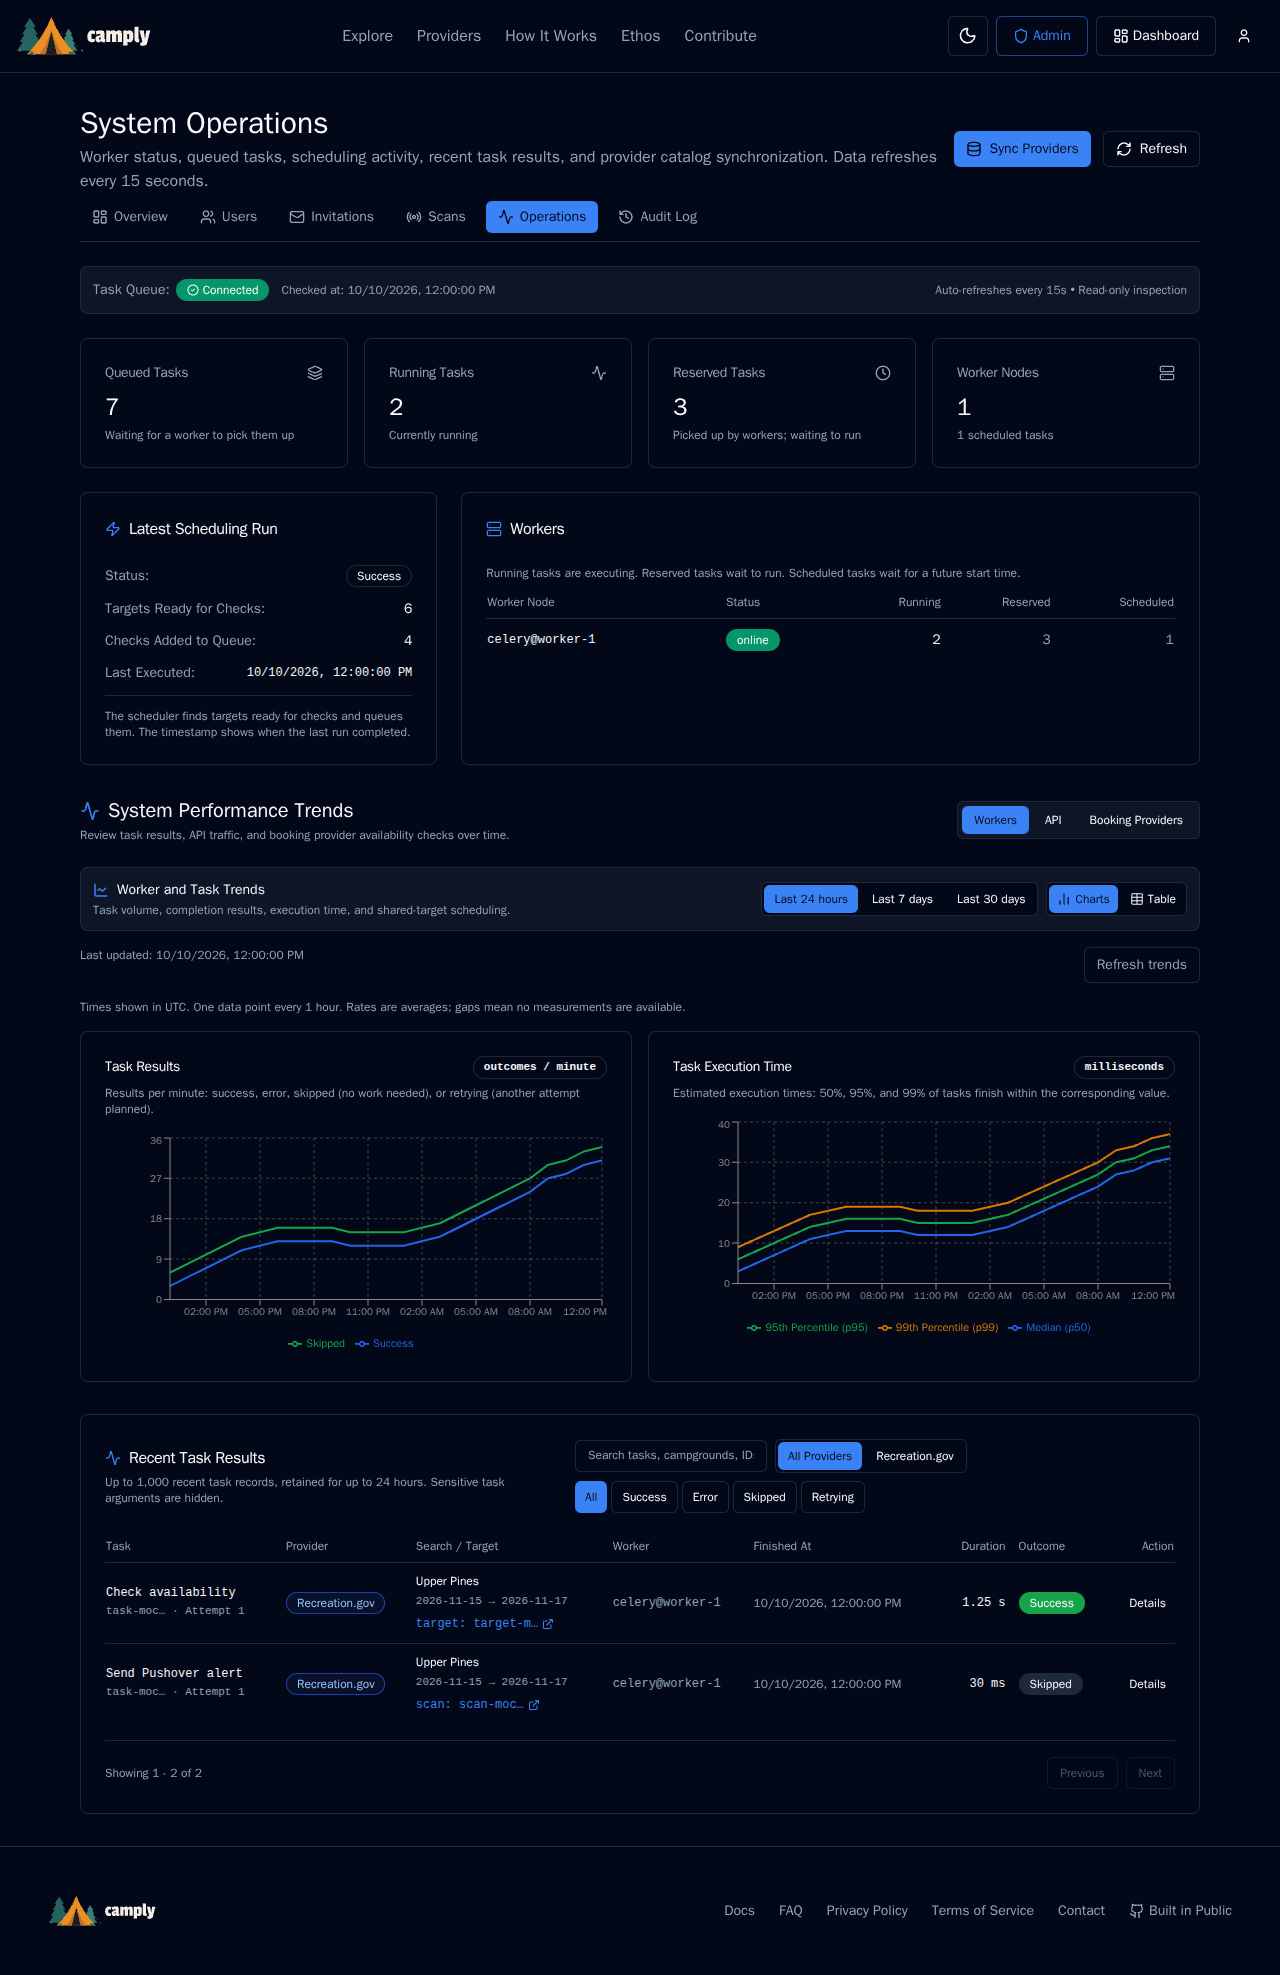 camply
Explore Providers How It Works Ethos Contribute
Admin Dashboard
System Operations
Worker status, queued tasks, scheduling activity, recent task results, and provider catalog synchronization. Data refreshes
every 15 seconds.
Sync Providers Refresh
Overview Users Invitations Scans Operations Audit Log
Task Queue: Connected Checked at: 10/10/2026, 12:00:00 PM
Auto-refreshes every 15s • Read-only inspection
Queued Tasks
7
Waiting for a worker to pick them up
Running Tasks
2
Currently running
Reserved Tasks
3
Picked up by workers; waiting to run
Worker Nodes
1
1 scheduled tasks
Latest Scheduling Run
Status: Success
Targets Ready for Checks: 6
Checks Added to Queue: 4
Last Executed: 10/10/2026, 12:00:00 PM
The scheduler finds targets ready for checks and queues
them. The timestamp shows when the last run completed.
Workers
Running tasks are executing. Reserved tasks wait to run. Scheduled tasks wait for a future start time.
Worker Node Status Running Reserved Scheduled
celery@worker-1 online 2 3 1
System Performance Trends
Review task results, API traffic, and booking provider availability checks over time.
Workers API Booking Providers
Worker and Task Trends
Task volume, completion results, execution time, and shared-target scheduling.
Last 24 hours Last 7 days Last 30 days Charts Table
Last updated: 10/10/2026, 12:00:00 PM
Refresh trends
Times shown in UTC. One data point every 1 hour. Rates are averages; gaps mean no measurements are available.
Task Results outcomes / minute
Results per minute: success, error, skipped (no work needed), or retrying (another attempt
planned).
36
27
18
9
0
02:00 PM 05:00 PM 08:00 PM 11:00 PM 02:00 AM 05:00 AM 08:00 AM 12:00 PM
Skipped Success
Task Execution Time milliseconds
Estimated execution times: 50%, 95%, and 99% of tasks finish within the corresponding value.
40
30
20
10
0
02:00 PM 05:00 PM 08:00 PM 11:00 PM 02:00 AM 05:00 AM 08:00 AM 12:00 PM
95th Percentile (p95) 99th Percentile (p99) Median (p50)
Recent Task Results
Up to 1,000 recent task records, retained for up to 24 hours. Sensitive task
arguments are hidden.
Search tasks, campgrounds, ID All Providers Recreation.gov
All Success Error Skipped Retrying
Task Provider Search / Target Worker Finished At Duration Outcome Action
Check availability
task-moc… · Attempt 1
Recreation.gov
Upper Pines
2026-11-15 → 2026-11-17
target: target-m…
celery@worker-1 10/10/2026, 12:00:00 PM 1.25 s Success Details
Send Pushover alert
task-moc… · Attempt 1
Recreation.gov
Upper Pines
2026-11-15 → 2026-11-17
scan: scan-moc…
celery@worker-1 10/10/2026, 12:00:00 PM 30 ms Skipped Details
Showing 1 - 2 of 2
Previous Next
camply
Docs FAQ Privacy Policy Terms of Service Contact Built in Public